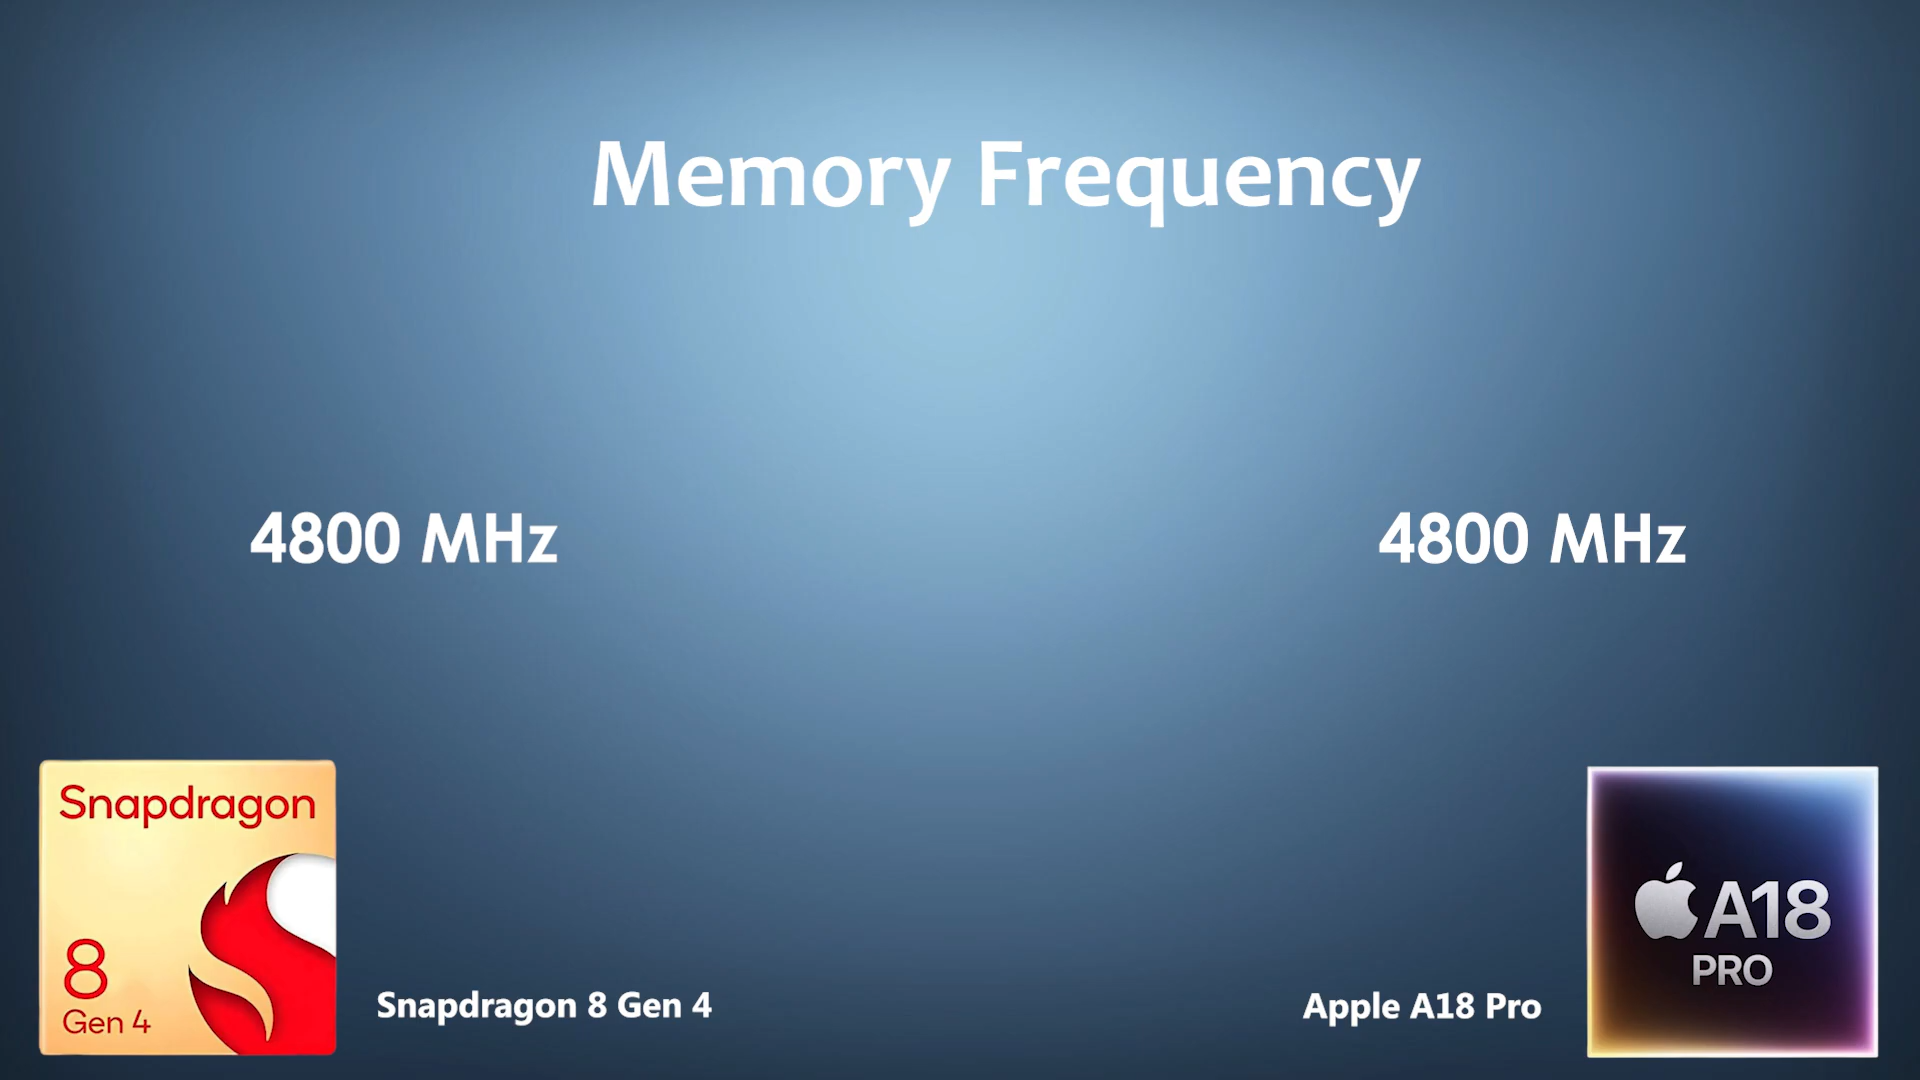 Memory Frequency
4800 MHz
4800 MHz
Snapdragon
8
Gen 4
Snapdragon 8 Gen 4
Apple A18 Pro
A18
PRO